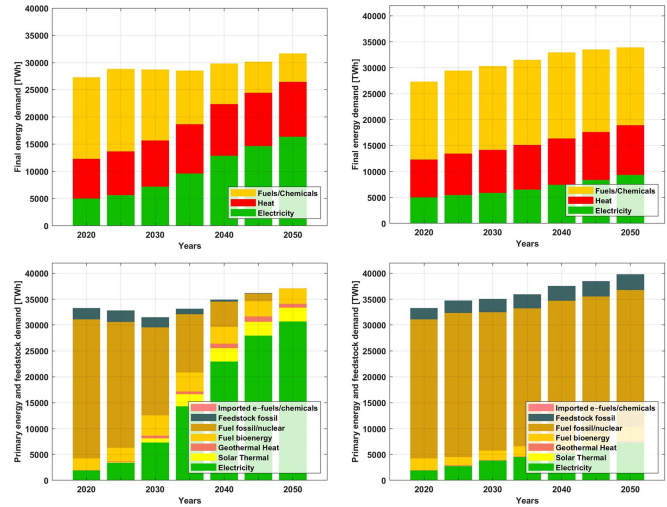 40000
35000
30000
25000
20000
15000
10000
5000
0
Final energy demand [TWh]
Fuels/Chemicals
Heat
Electricity
2020 2030 2040 2050
Years
40000
35000
30000
25000
20000
15000
10000
5000
0
Final energy demand [TWh]
Fuels/Chemicals
Heat
Electricity
2020 2030 2040 2050
Years
40000
35000
30000
25000
20000
15000
10000
5000
0
Primary energy and feedstock demand [TWh]
Imported e-fuels/chemicals
Feedstock fossil
Fuel fossil/nuclear
Fuel bioenergy
Geothermal Heat
Solar Thermal
Electricity
2020 2030 2040 2050
Years
40000
35000
30000
25000
20000
15000
10000
5000
0
Primary energy and feedstock demand [TWh]
Imported e-fuels/chemicals
Feedstock fossil
Fuel fossil/nuclear
Fuel bioenergy
Geothermal Heat
Solar Thermal
Electricity
2020 2030 2040 2050
Years